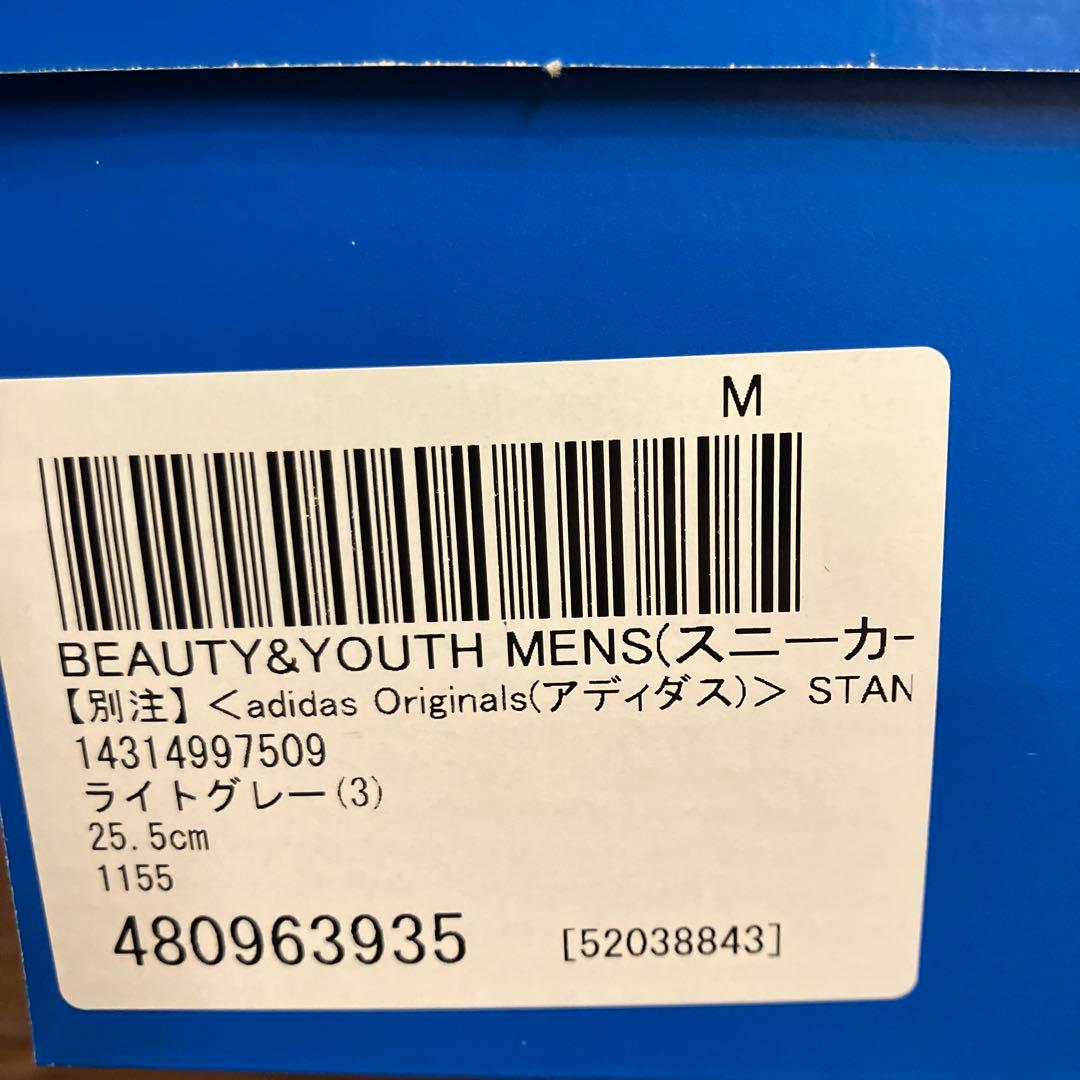 M
BEAUTY&YOUTH MENS(スニーカー
【別注】<adidas Originals(アディダス)> STAN
14314997509
ライトグレー(3)
25.5cm
1155
480963935 [52038843]